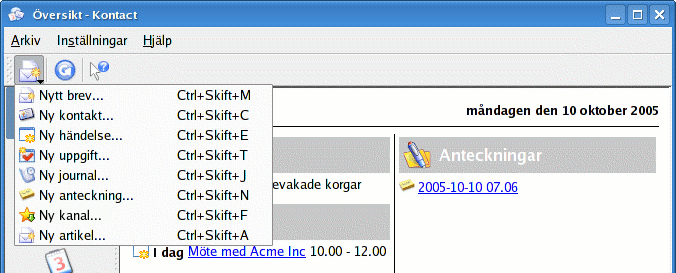 Översikt - Kontact
Arkiv Inställningar Hjälp
Nytt brev... Ctrl+Skift+M
Ny kontakt... Ctrl+Skift+C
Ny händelse... Ctrl+Skift+E
Ny uppgift... Ctrl+Skift+T
Ny journal... Ctrl+Skift+J
Ny anteckning... Ctrl+Skift+N
Ny kanal... Ctrl+Skift+F
Ny artikel... Ctrl+Skift+A
evakade korgar
3
I dag Möte med Acme Inc 10.00 - 12.00
måndagen den 10 oktober 2005
Anteckningar
2005-10-10 07.06